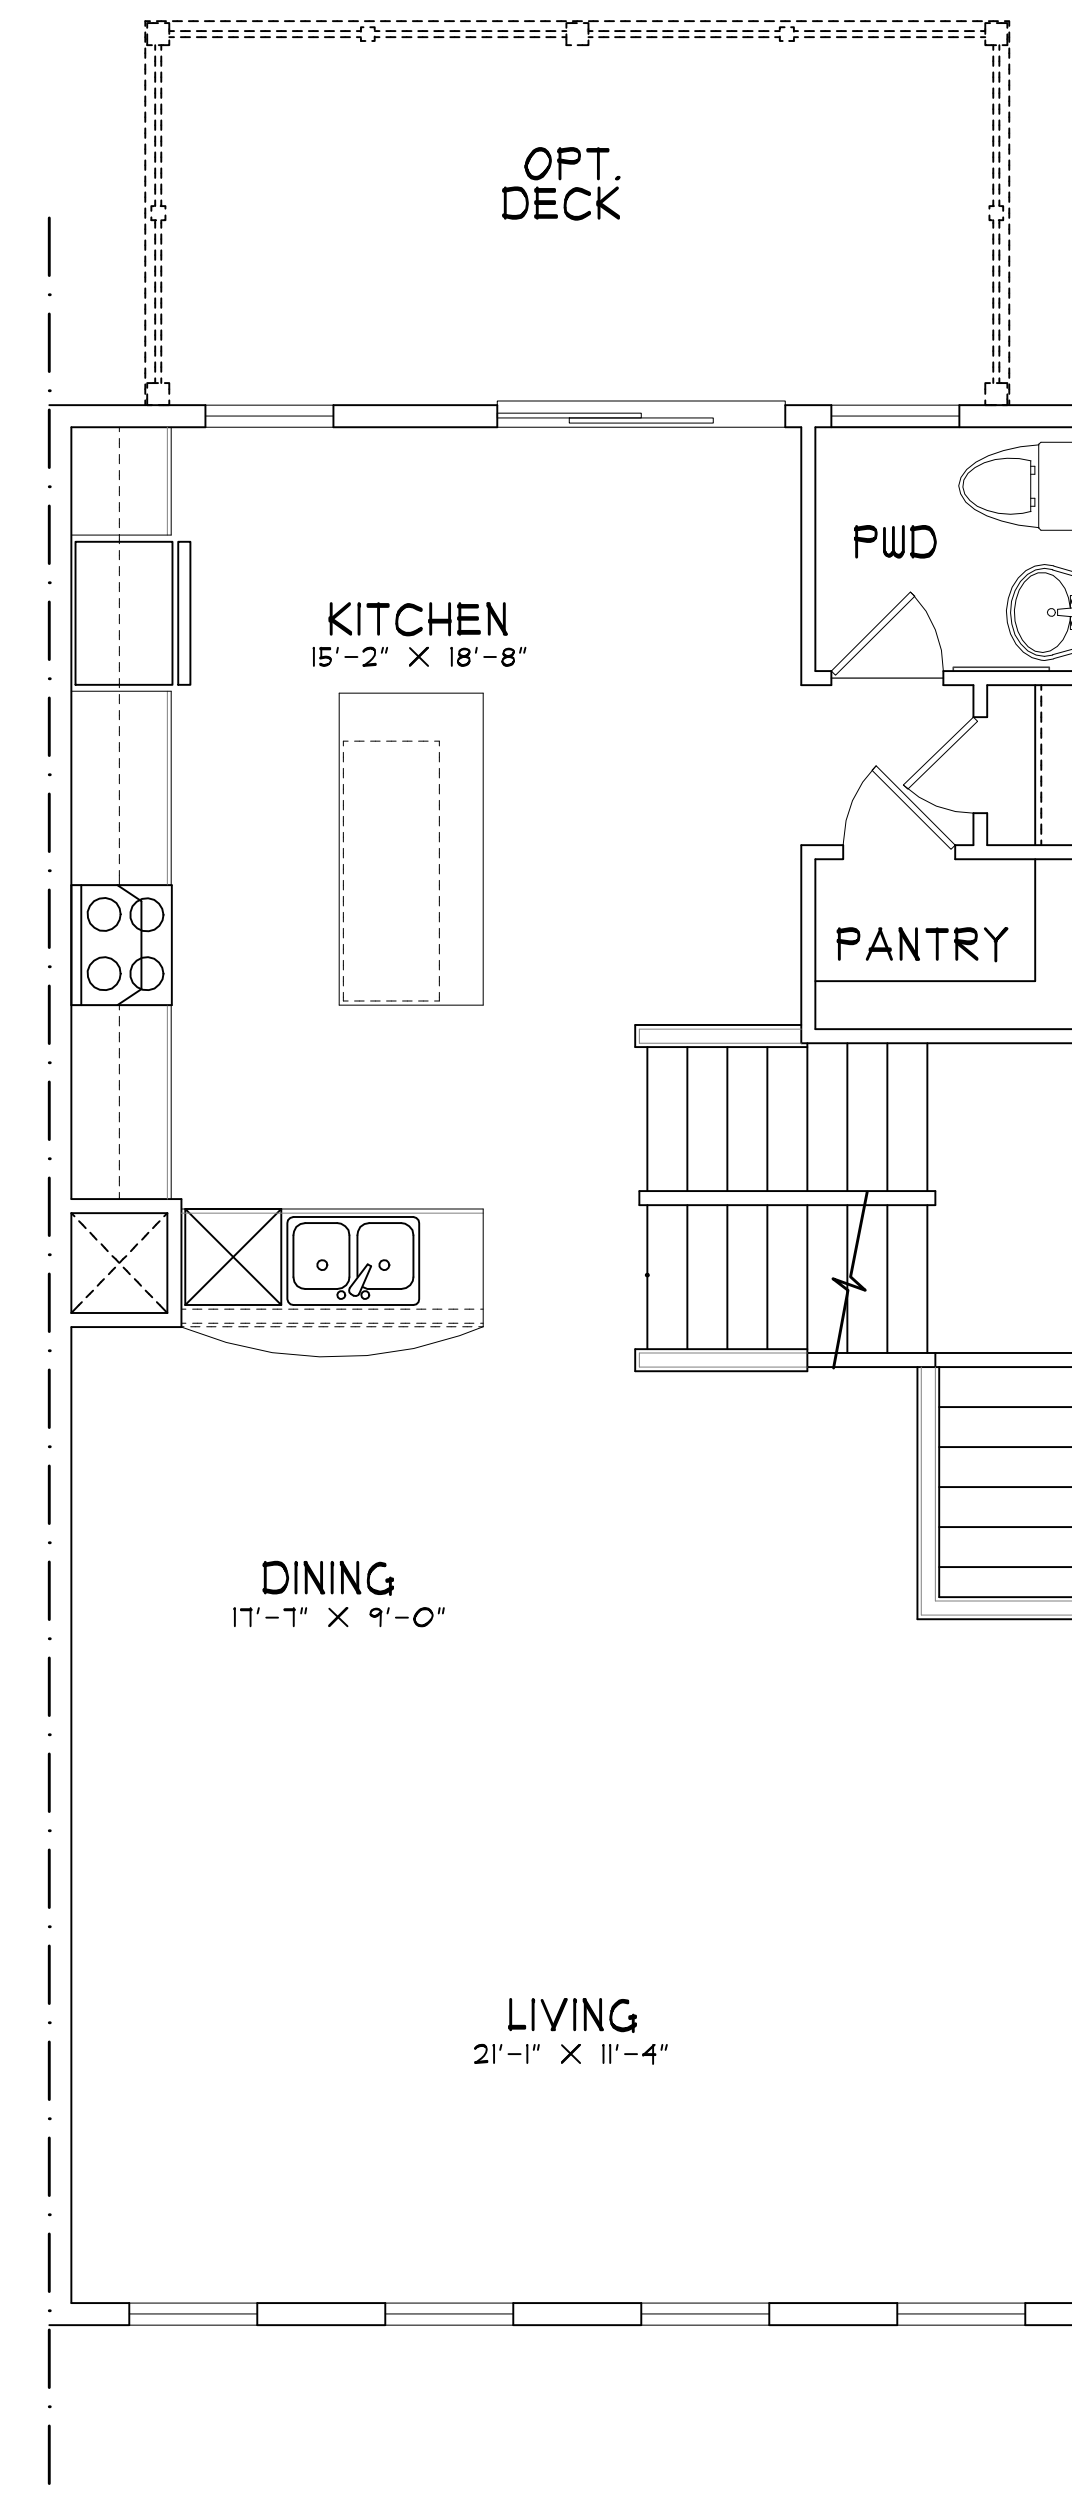 OPT.
DECK
PWD
KITCHEN
15'-2" X 18'-8"
PANTRY
DINING
17'-7" X 9'-0"
LIVING
21'-1" X 11'-4"